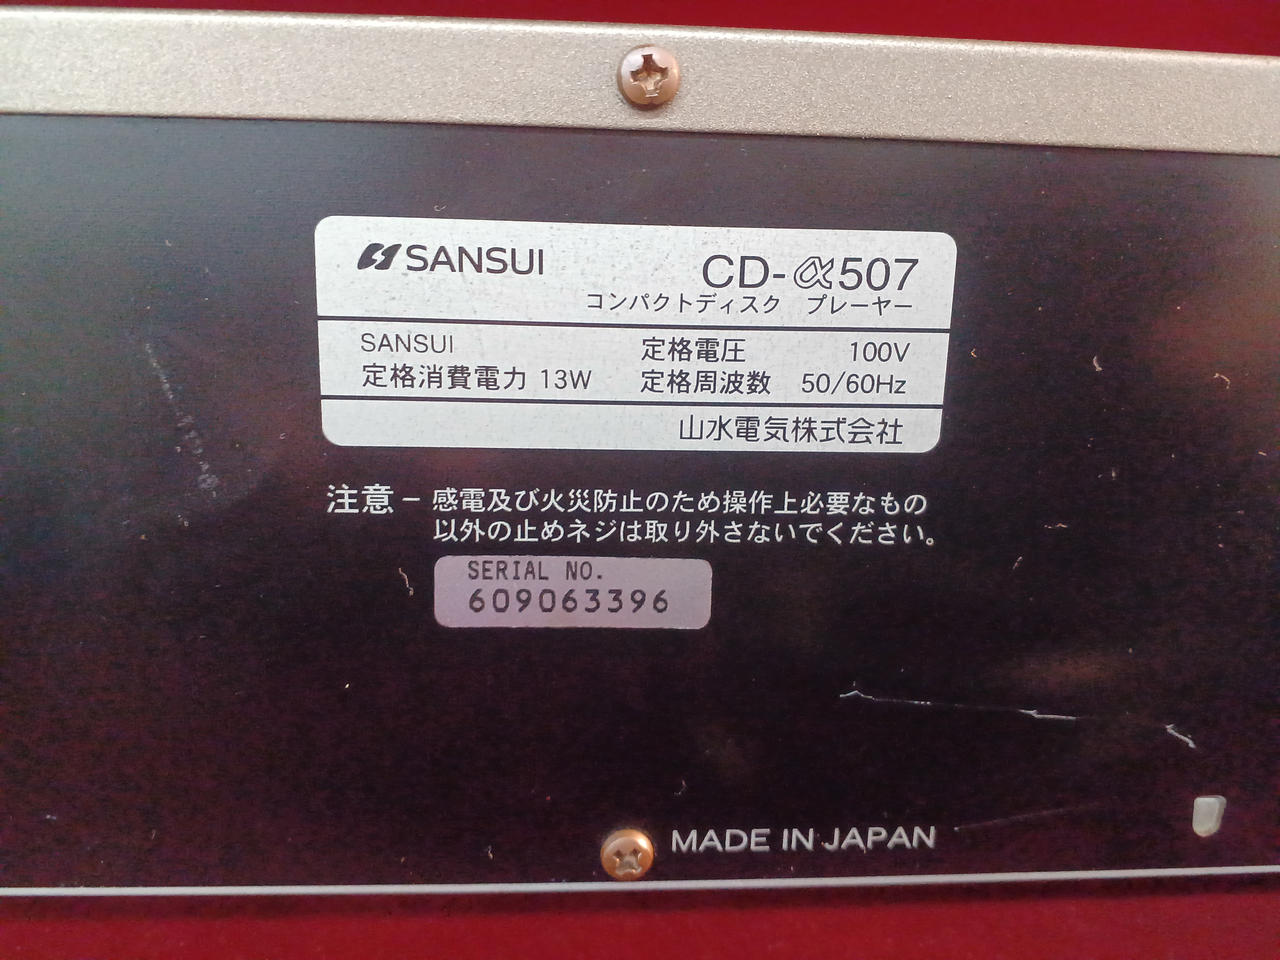 SANSUI
CD-α507
コンパクトディスク プレーヤー
SANSUI
定格消費電力 13W
定格電圧 100V
定格周波数 50/60Hz
山水電気株式会社
注意－感電及び火災防止のため操作上必要なもの
以外の止めネジは取り外さないでください。
SERIAL NO.
609063396
MADE IN JAPAN